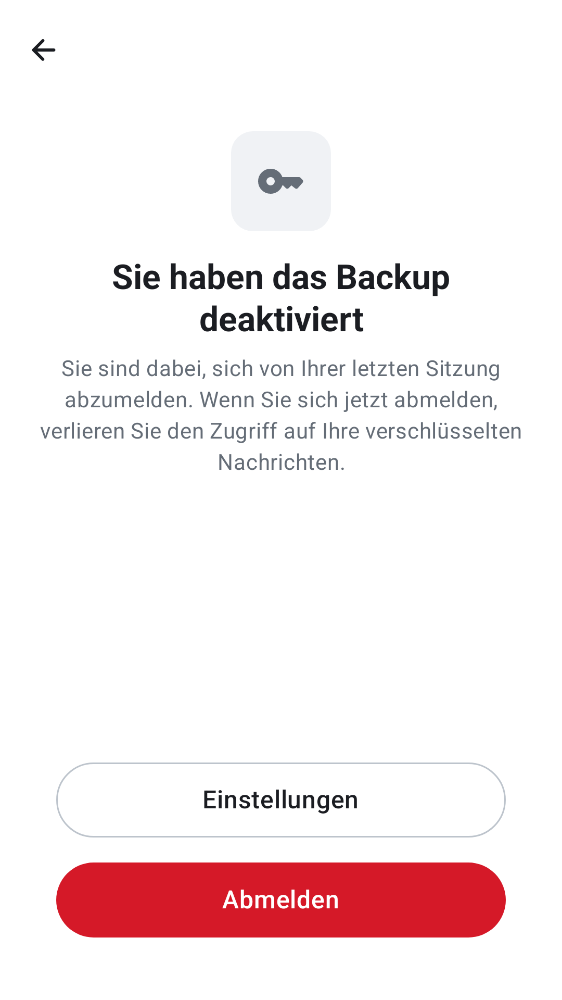 Sie haben das Backup
deaktiviert
Sie sind dabei, sich von Ihrer letzten Sitzung
abzumelden. Wenn Sie sich jetzt abmelden,
verlieren Sie den Zugriff auf Ihre verschlüsselten
Nachrichten.
Einstellungen
Abmelden